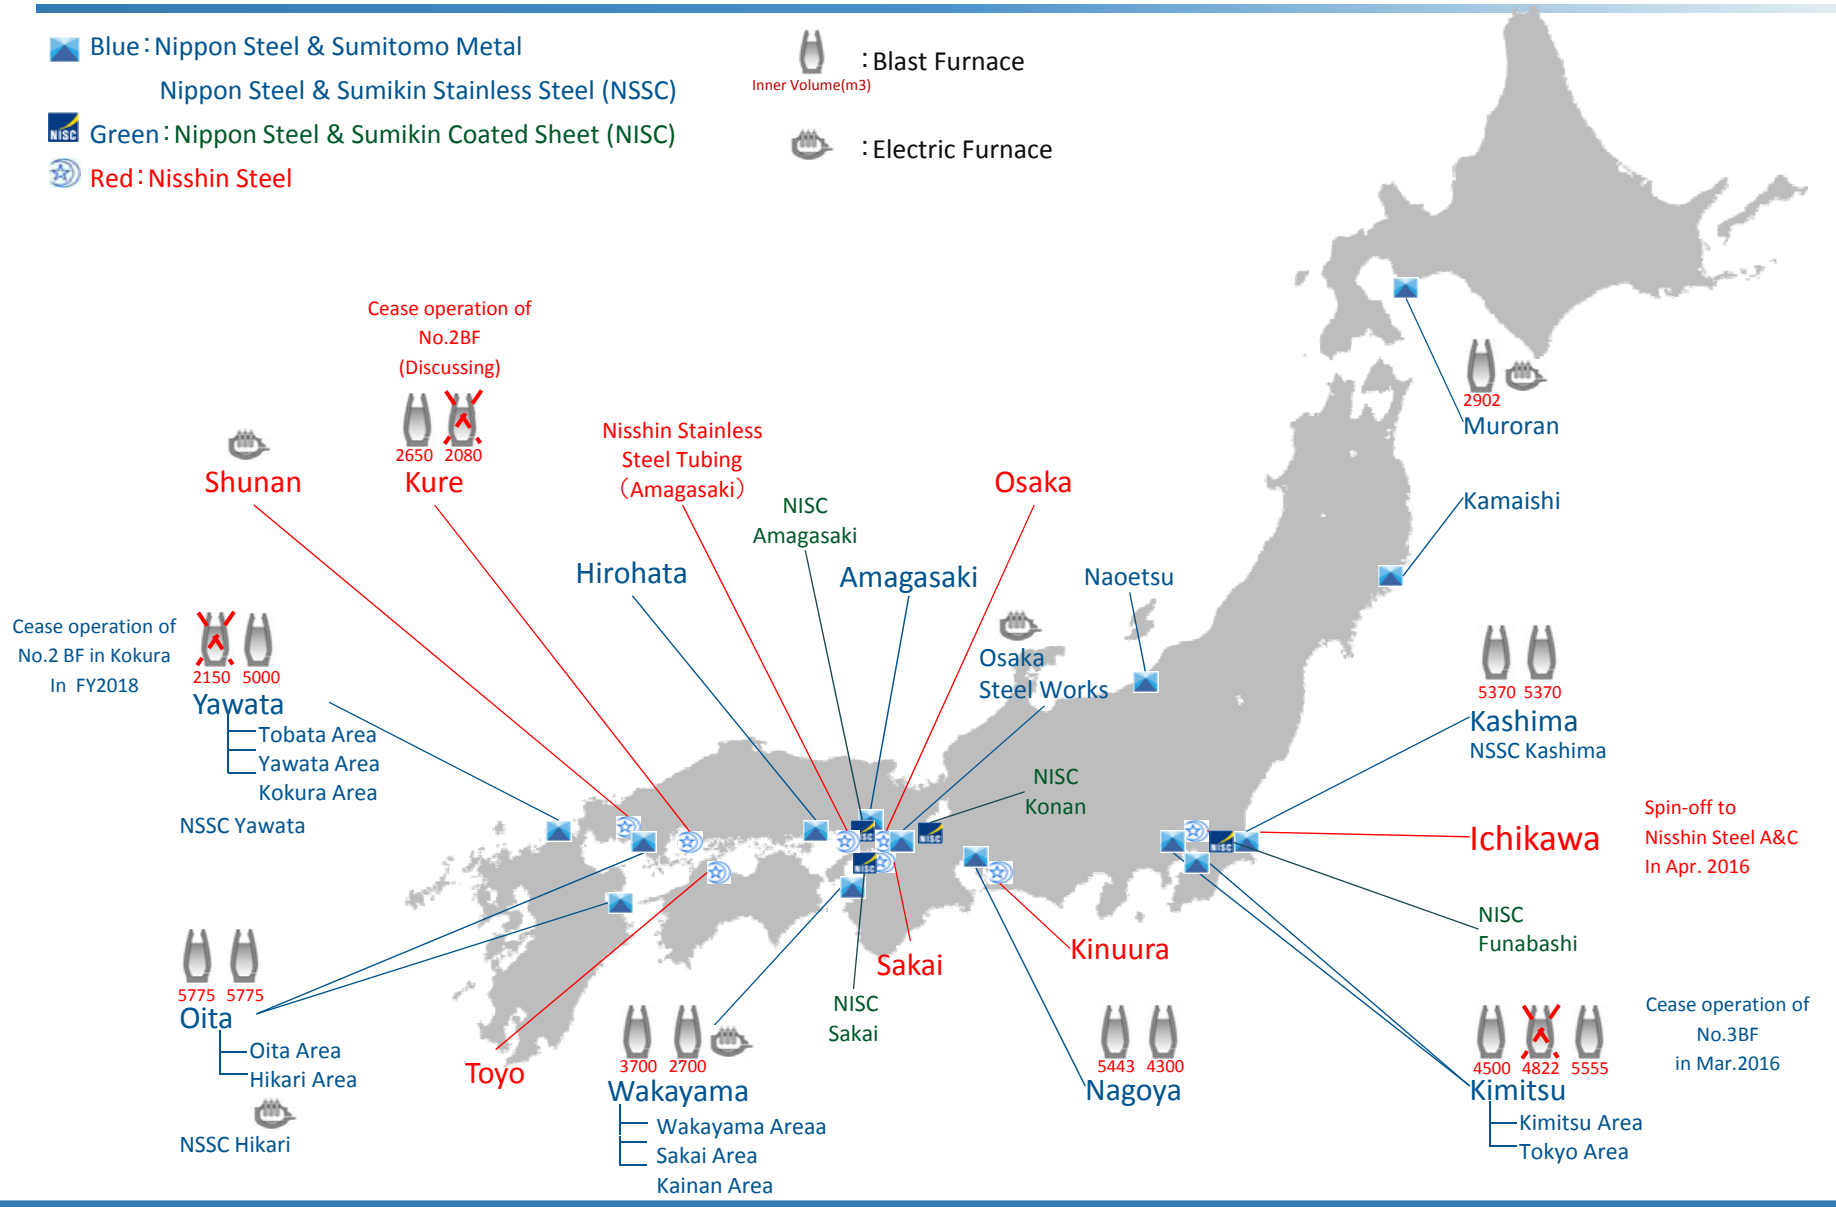 Blue：Nippon Steel & Sumitomo Metal
Nippon Steel & Sumikin Stainless Steel (NSSC)
NISC
Green：Nippon Steel & Sumikin Coated Sheet (NISC)
Red：Nisshin Steel
：Blast Furnace
Inner Volume(m3)
：Electric Furnace
Cease operation of
No.2BF
(Discussing)
2650 2080
Kure
Shunan
Nisshin Stainless
Steel Tubing
（Amagasaki）
NISC
Amagasaki
Osaka
Hirohata
Amagasaki
Naoetsu
Osaka
Steel Works
2902
Muroran
Kamaishi
Cease operation of
No.2 BF in Kokura
In FY2018
2150 5000
Yawata
Tobata Area
Yawata Area
Kokura Area
NSSC Yawata
5370 5370
Kashima
NSSC Kashima
NISC
Konan
NISC
NISC
NISC
NISC
Ichikawa
Spin-off to
Nisshin Steel A&C
In Apr. 2016
NISC
Funabashi
5775 5775
Oita
Oita Area
Hikari Area
NSSC Hikari
Toyo
Sakai
NISC
Sakai
Kinuura
3700 2700
Wakayama
Wakayama Areaa
Sakai Area
Kainan Area
5443 4300
Nagoya
4500 4822 5555
Kimitsu
Kimitsu Area
Tokyo Area
Cease operation of
No.3BF
in Mar.2016